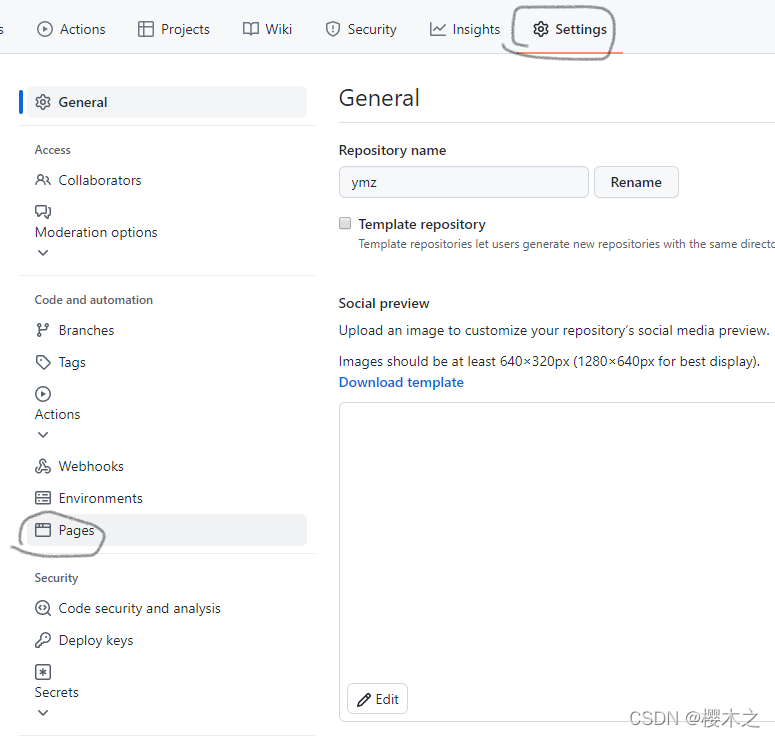 s Actions Projects Wiki Security Insights Settings
General
Access
Collaborators
Moderation options
Code and automation
Branches
Tags
Actions
Webhooks
Environments
Pages
Security
Code security and analysis
Deploy keys
Secrets
General
Repository name
ymz Rename
Template repository
Template repositories let users generate new repositories with the same directo
Social preview
Upload an image to customize your repository’s social media preview.
Images should be at least 640×320px (1280×640px for best display).
Download template
Edit
CSDN @樱木之